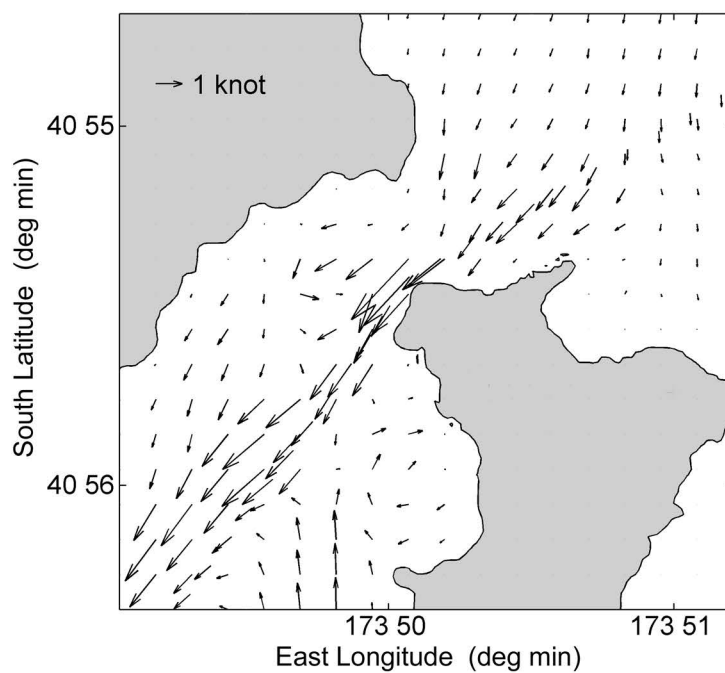 1 knot
40 55
South Latitude (deg min)
40 56
173 50
173 51
East Longitude (deg min)